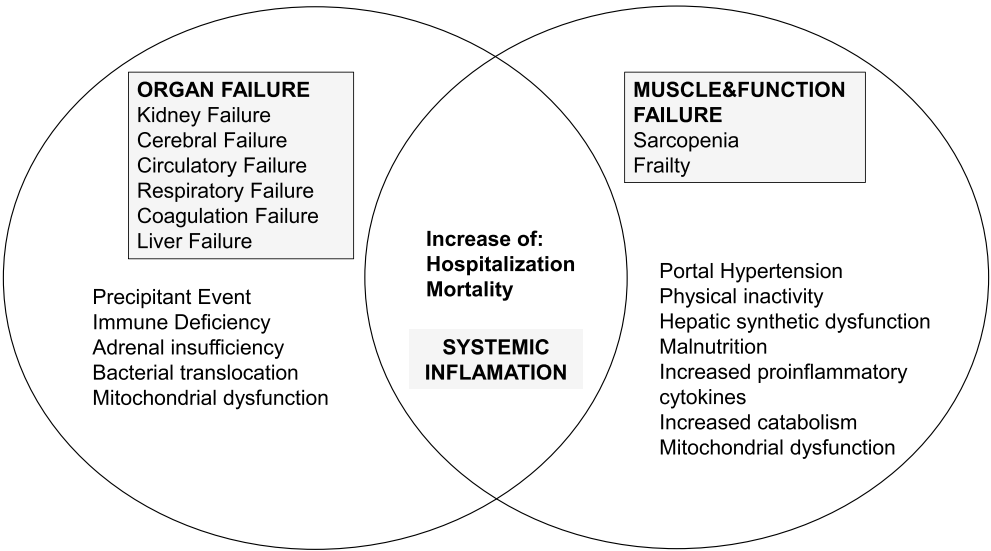 ORGAN FAILURE
Kidney Failure
Cerebral Failure
Circulatory Failure
Respiratory Failure
Coagulation Failure
Liver Failure
Precipitant Event
Immune Deficiency
Adrenal insufficiency
Bacterial translocation
Mitochondrial dysfunction
Increase of:
Hospitalization
Mortality
SYSTEMIC
INFLAMATION
MUSCLE&FUNCTION
FAILURE
Sarcopenia
Frailty
Portal Hypertension
Physical inactivity
Hepatic synthetic dysfunction
Malnutrition
Increased proinflammatory
cytokines
Increased catabolism
Mitochondrial dysfunction